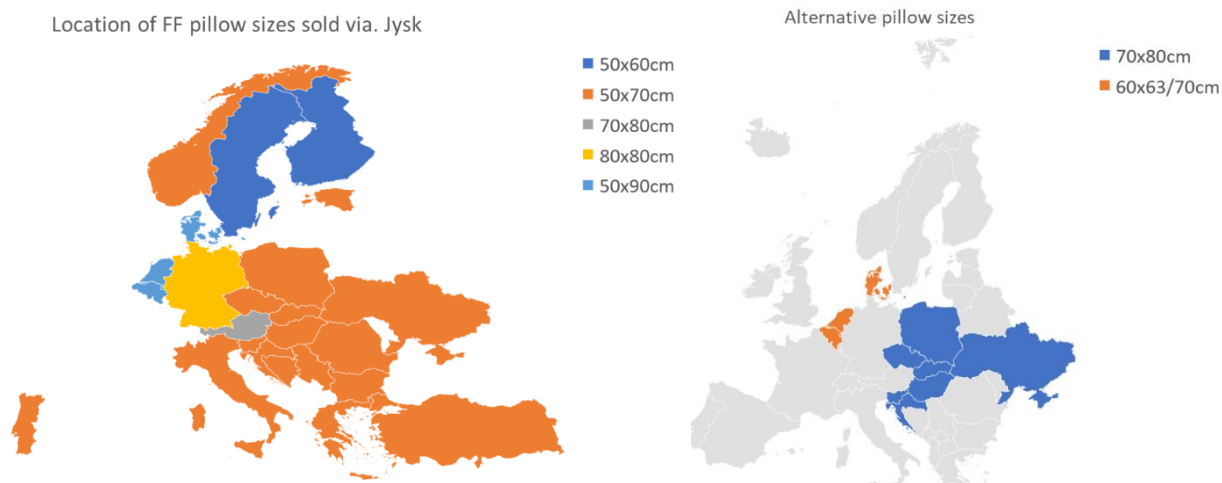 Location of FF pillow sizes sold via. Jysk
50x60cm
50x70cm
70x80cm
80x80cm
50x90cm
Alternative pillow sizes
70x80cm
60x63/70cm